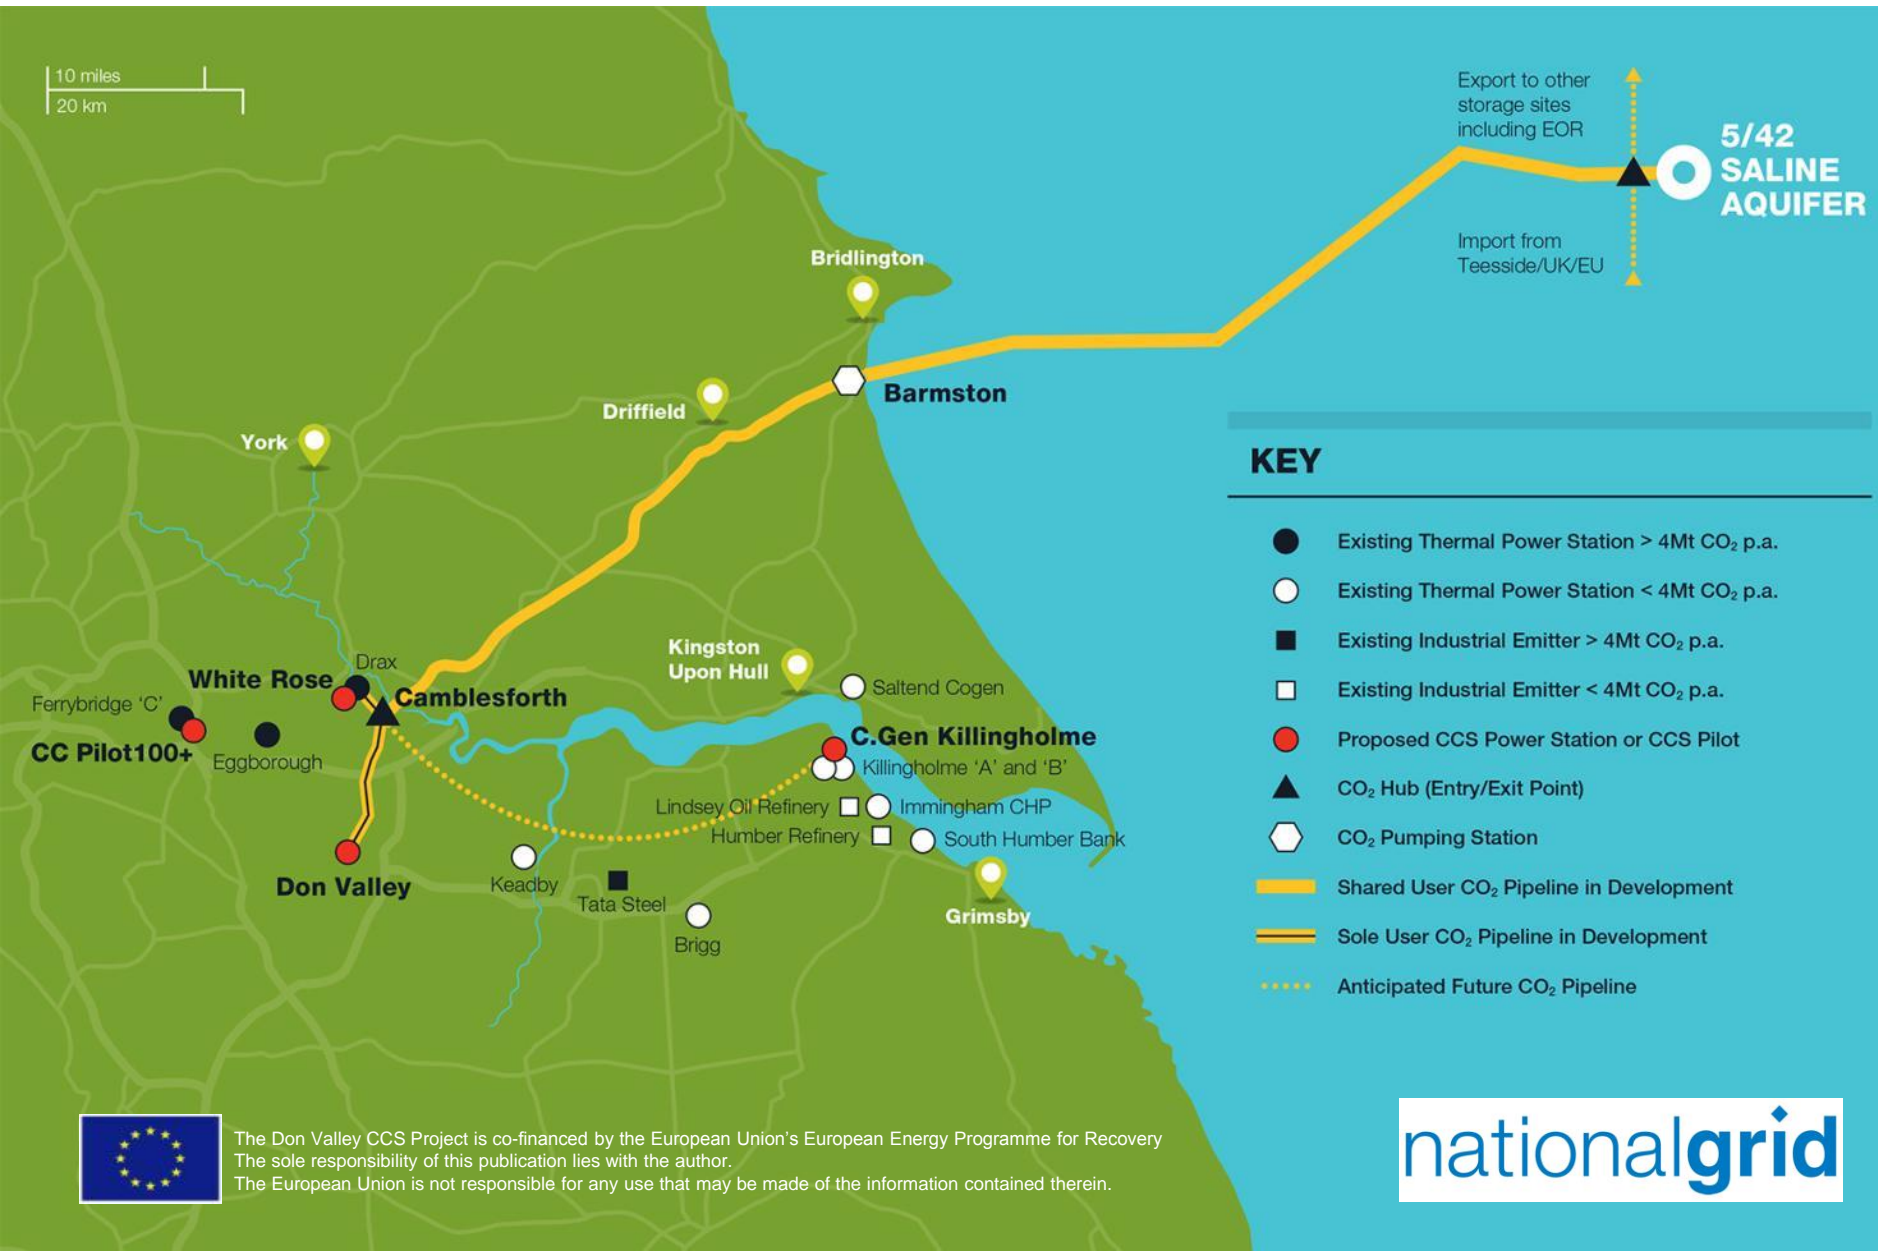 10 miles
20 km
Export to other
storage sites
including EOR
5/42
SALINE
AQUIFER
Import from
Teesside/UK/EU
Bridlington
Barmston
Driffield
York
KEY
Existing Thermal Power Station > 4Mt CO₂ p.a.
Existing Thermal Power Station < 4Mt CO₂ p.a.
Existing Industrial Emitter > 4Mt CO₂ p.a.
Existing Industrial Emitter < 4Mt CO₂ p.a.
Proposed CCS Power Station or CCS Pilot
CO₂ Hub (Entry/Exit Point)
CO₂ Pumping Station
Shared User CO₂ Pipeline in Development
Sole User CO₂ Pipeline in Development
Anticipated Future CO₂ Pipeline
Kingston
Upon Hull
Drax
White Rose
Camblesforth
Ferrybridge ‘C’
CC Pilot100+
Eggborough
Saltend Cogen
C.Gen Killingholme
Killingholme ‘A’ and ‘B’
Lindsey Oil Refinery
Immingham CHP
Humber Refinery
South Humber Bank
Don Valley
Keadby
Tata Steel
Brigg
Grimsby
The Don Valley CCS Project is co-financed by the European Union’s European Energy Programme for Recovery
The sole responsibility of this publication lies with the author.
The European Union is not responsible for any use that may be made of the information contained therein.
nationalgrid